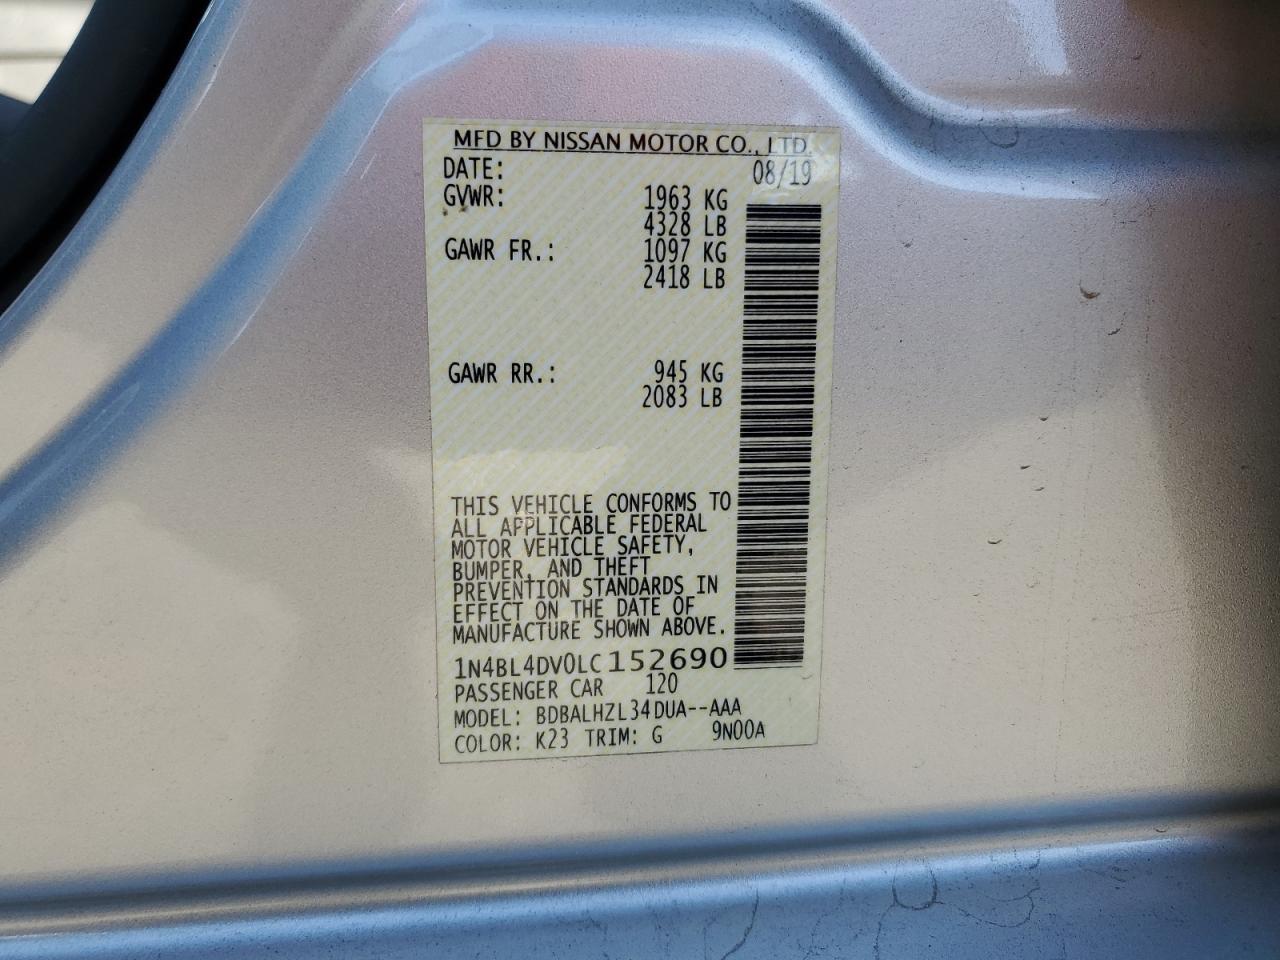 MFD BY NISSAN MOTOR CO., LTD.
DATE: 08/19
GVWR: 1963 KG
4328 LB
GAWR FR.: 1097 KG
2418 LB
GAWR RR.: 945 KG
2083 LB
THIS VEHICLE CONFORMS TO
ALL APPLICABLE FEDERAL
MOTOR VEHICLE SAFETY,
BUMPER, AND THEFT
PREVENTION STANDARDS IN
EFFECT ON THE DATE OF
MANUFACTURE SHOWN ABOVE.
1N4BL4DV0LC152690
PASSENGER CAR 120
MODEL: BDBALHZL34DUA--AAA
COLOR: K23 TRIM: G 9N00A